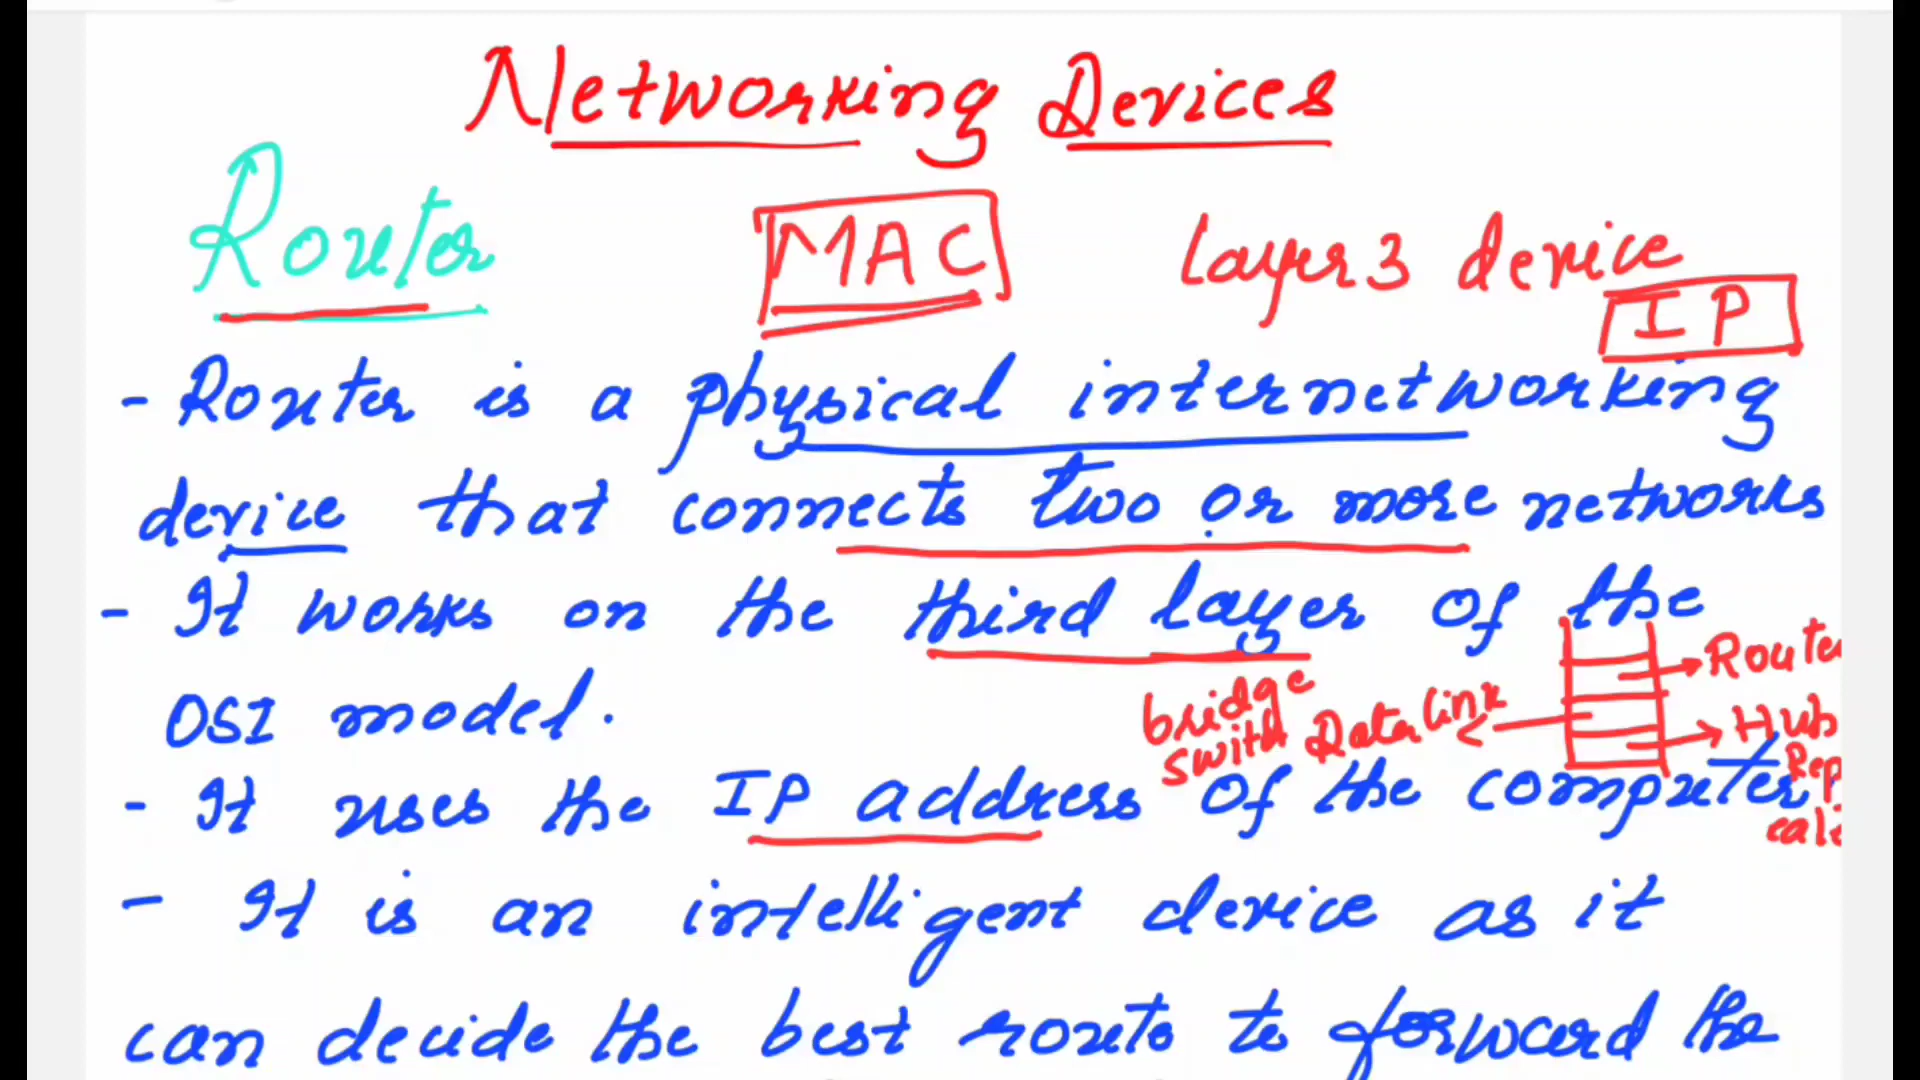 Networking Devices
Router MAC Layer 3 device
IP
- Router is a physical internetworking
device that connects two or more networks
- It works on the third layer of the
OSI model.
bridge Data link
Hub
- It uses the IP address of the computer
- It is an intelligent device as it
can decide the best route to forward the